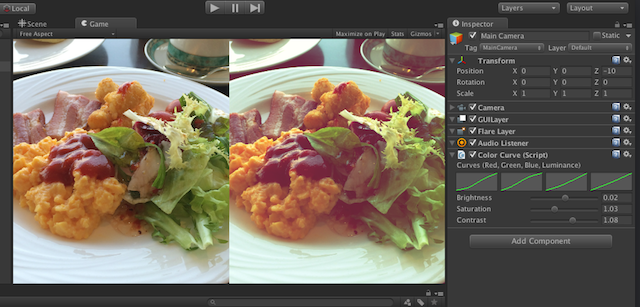 Local
Layers
Layout
Scene
Game
Free Aspect
Maximize on Play
Stats
Gizmos
Inspector
Main Camera
Static
Tag MainCamera Layer Default
Transform
Position X 0 Y 0 Z -10
Rotation X 0 Y 0 Z 0
Scale X 1 Y 1 Z 1
Camera
GUILayer
Flare Layer
Audio Listener
Color Curve (Script)
Curves (Red, Green, Blue, Luminance)
Brightness 0.02
Saturation 1.03
Contrast 1.08
Add Component